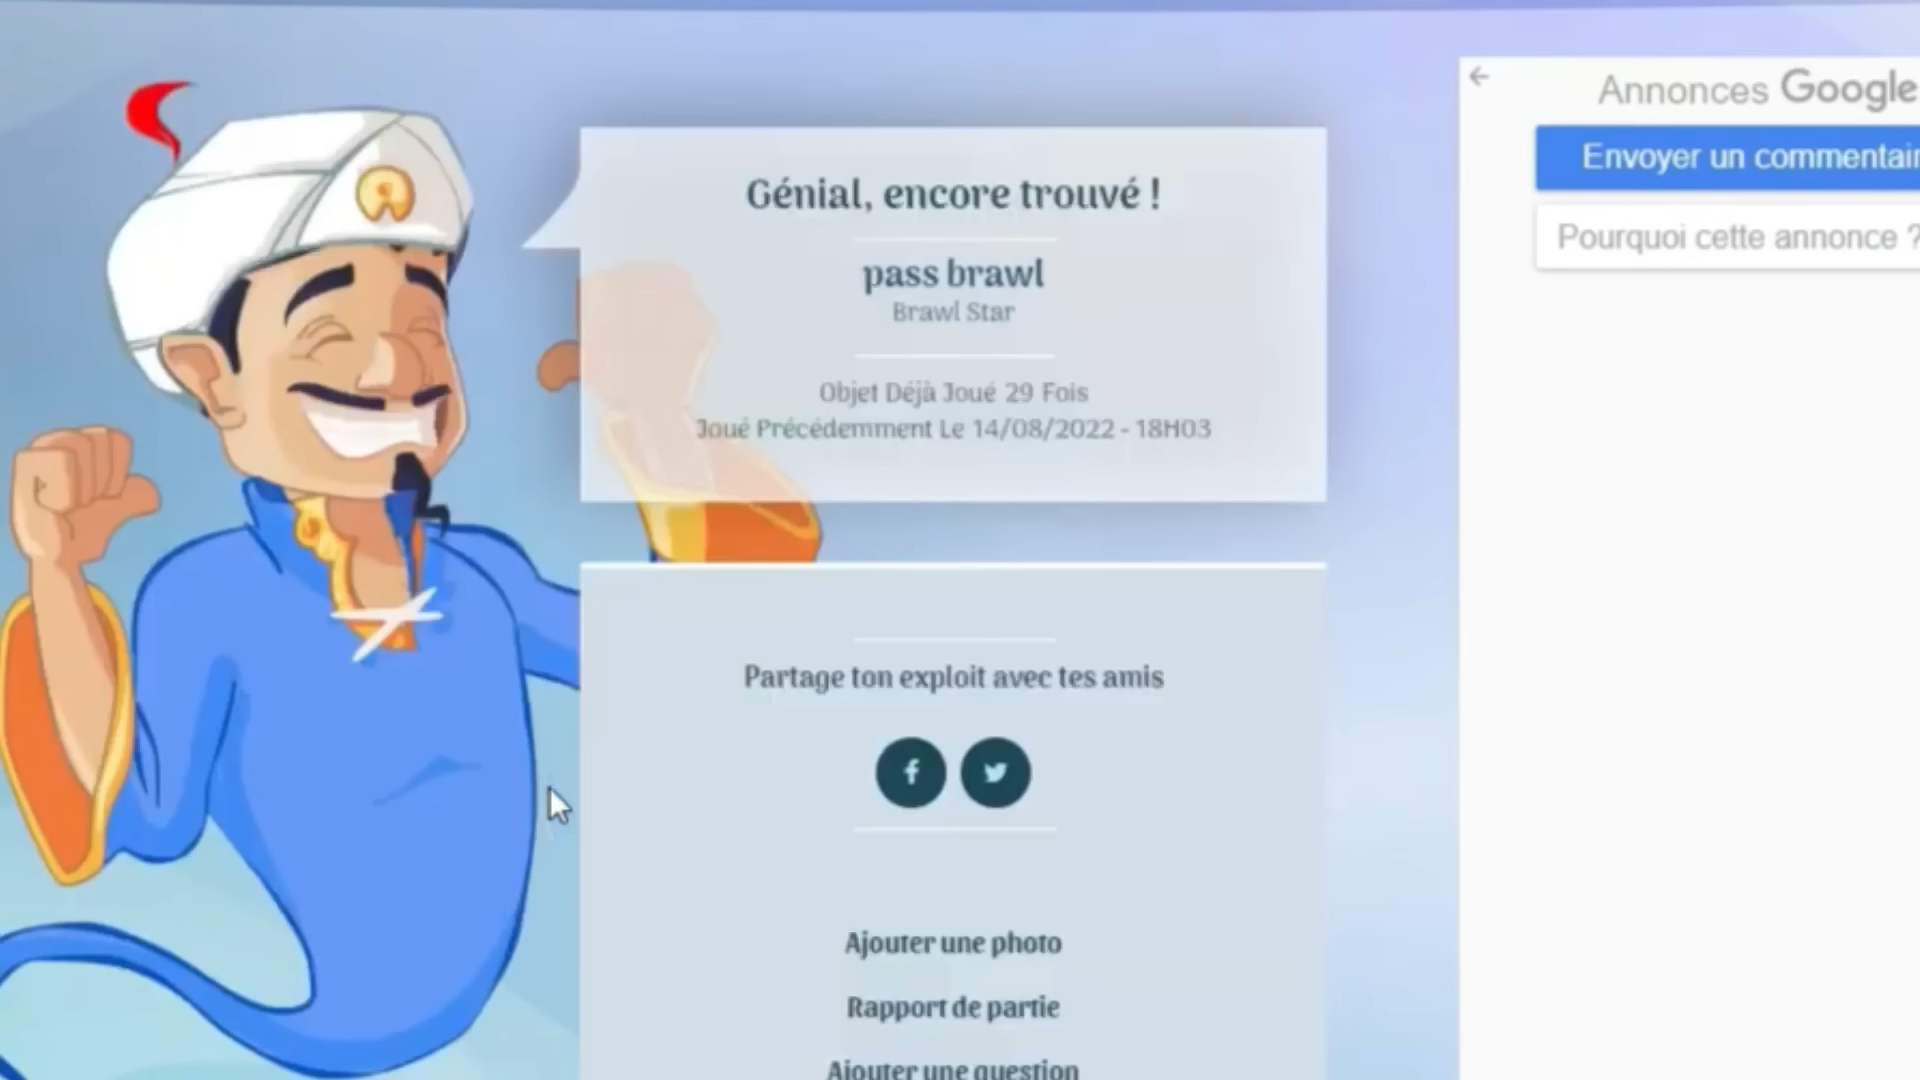 Génial, encore trouvé !
pass brawl
Brawl Star
Objet Déjà Joué 29 Fois
Joué Précédemment Le 14/08/2022 - 18H03
Partage ton exploit avec tes amis
Ajouter une photo
Rapport de partie
Ajouter une question
Annonces Google
Envoyer un commentair
Pourquoi cette annonce ?